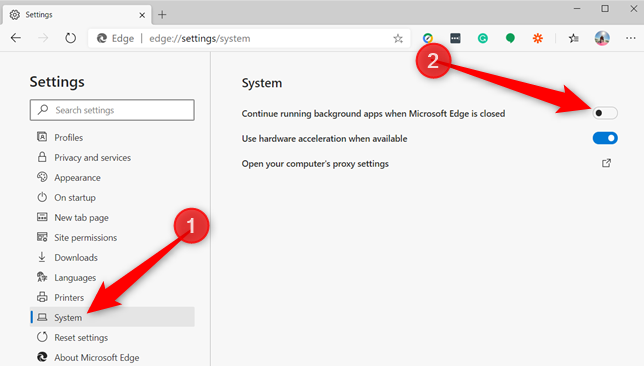 Settings
Edge | edge://settings/system
Settings
Search settings
Profiles
Privacy and services
Appearance
On startup
New tab page
Site permissions
Downloads
Languages
Printers
System
Reset settings
About Microsoft Edge
1
System
Continue running background apps when Microsoft Edge is closed
Use hardware acceleration when available
Open your computer's proxy settings
2